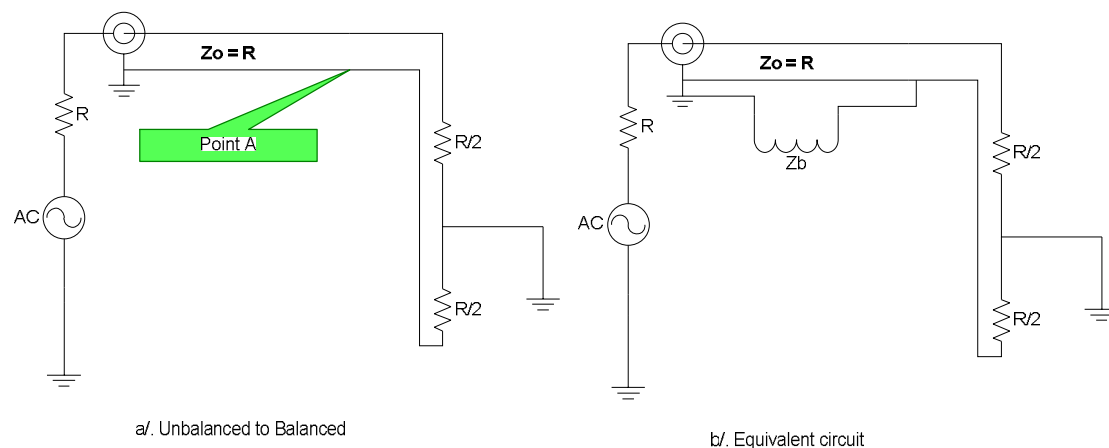 Zo = R
R
Point A
R/2
AC
R/2
a/. Unbalanced to Balanced
Zo = R
R
Zb
R/2
AC
R/2
b/. Equivalent circuit